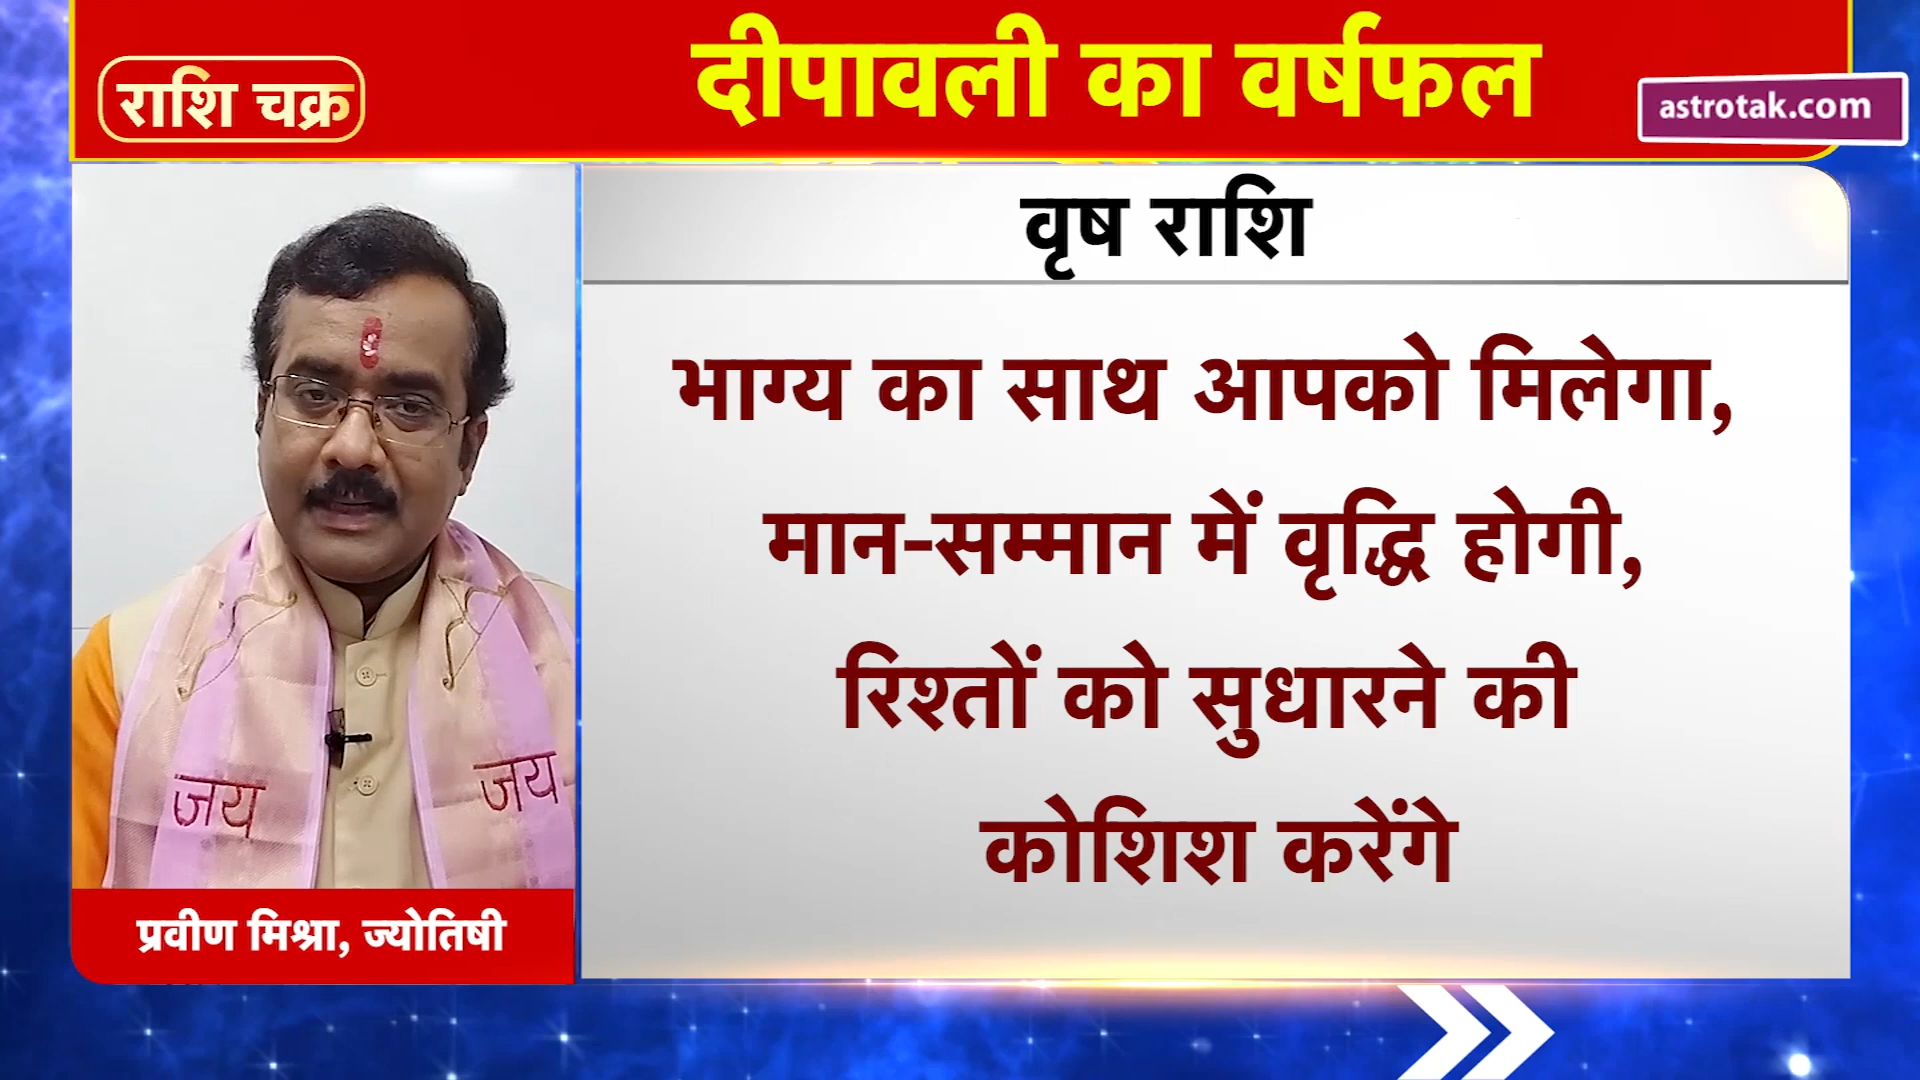 राशि चक्र
दीपावली का वर्षफल
astrotak.com
वृष राशि
भाग्य का साथ आपको मिलेगा,
मान-सम्मान में वृद्धि होगी,
रिश्तों को सुधारने की
कोशिश करेंगे
जय
जय
प्रवीण मिश्रा, ज्योतिषी